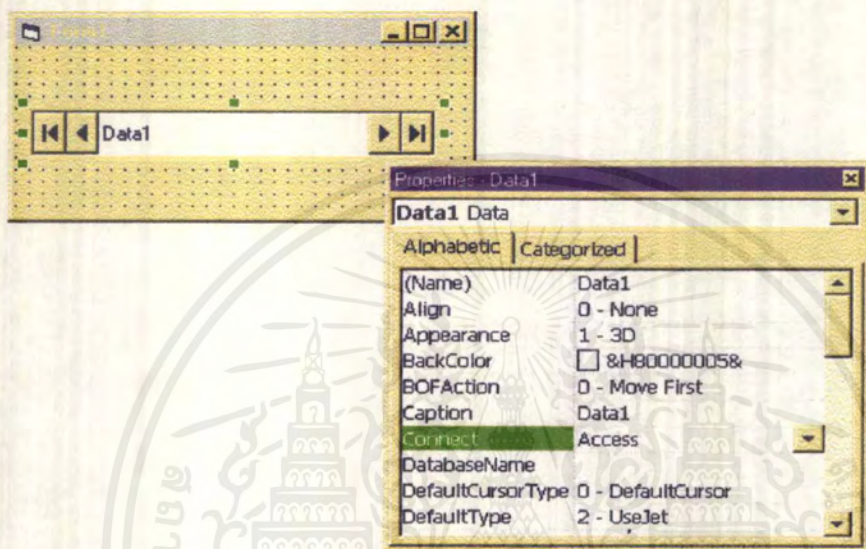 Data1
Properties - Data1
Data1 Data
Alphabetic Categorized
(Name) Data1
Align 0 - None
Appearance 1 - 3D
BackColor &H80000005&
BOFAction 0 - Move First
Caption Data1
Connect Access
DatabaseName
DefaultCursorType 0 - DefaultCursor
DefaultType 2 - UseJet